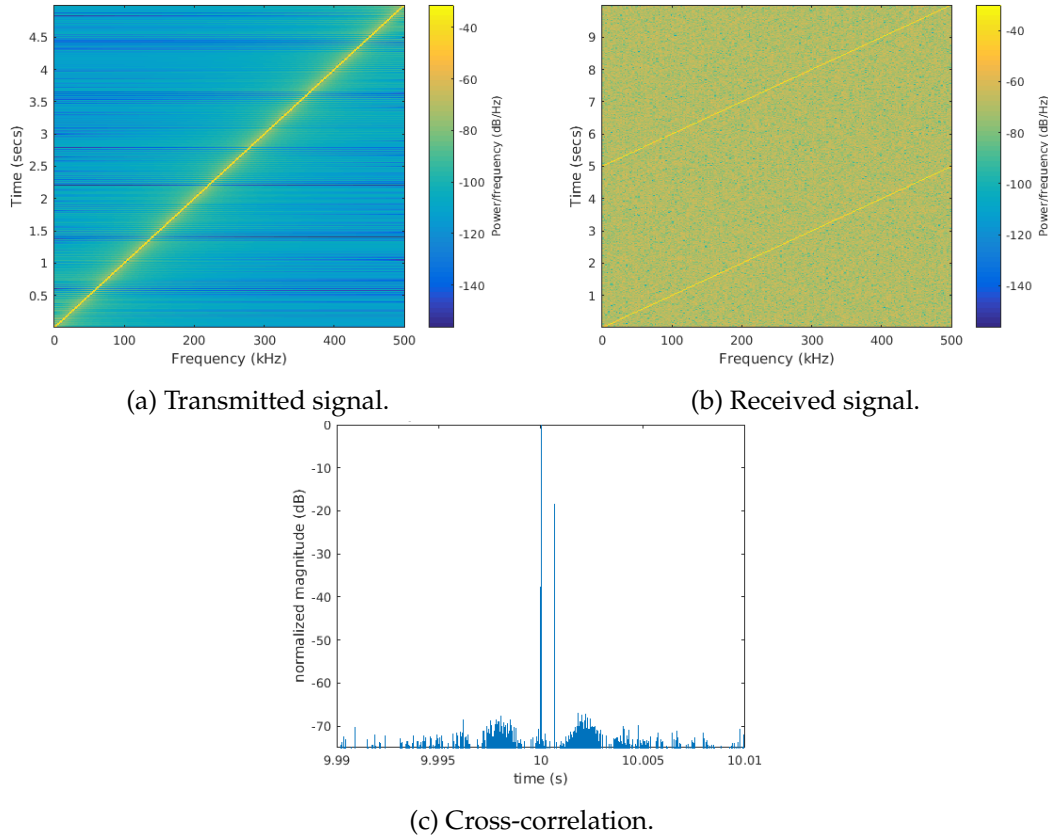 4.5
4
3.5
3
2.5
2
1.5
1
0.5
0 100 200 300 400 500
Time (secs)
Frequency (kHz)
-40
-60
-80
-100
-120
-140
Power/frequency (dB/Hz)
(a) Transmitted signal.
9
8
7
6
5
4
3
2
1
0 100 200 300 400 500
Time (secs)
Frequency (kHz)
-40
-60
-80
-100
-120
-140
Power/frequency (dB/Hz)
(b) Received signal.
0
-10
-20
-30
-40
-50
-60
-70
9.99 9.995 10 10.005 10.01
normalized magnitude (dB)
time (s)
(c) Cross-correlation.